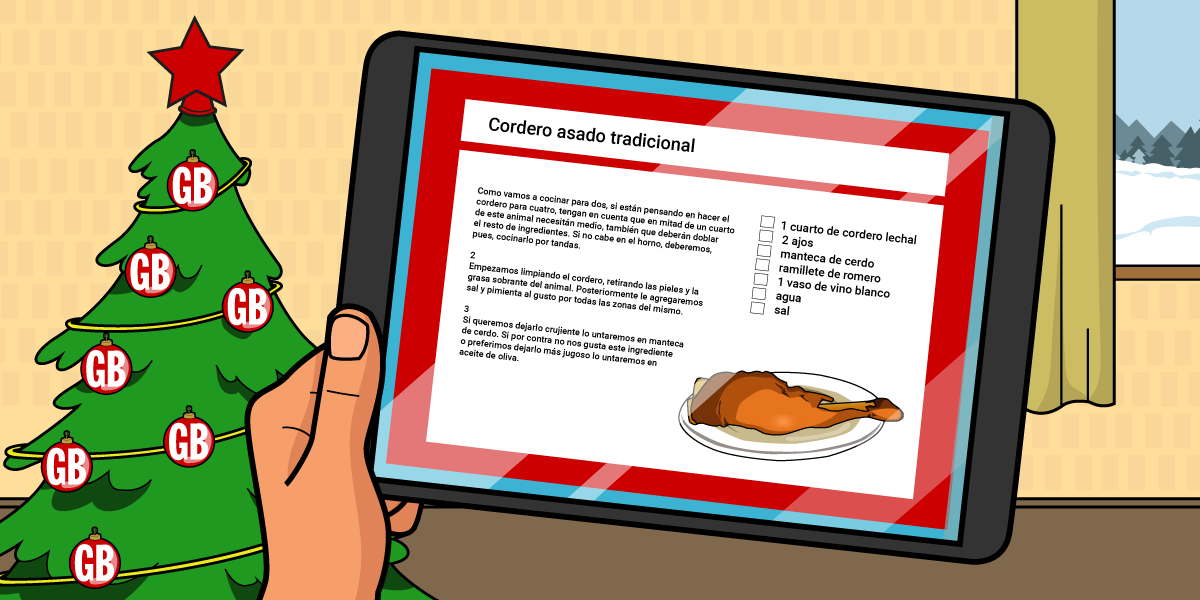 GB
GB
GB
GB
GB
GB
GB
Cordero asado tradicional
Como vamos a cocinar para dos, si están pensando en hacer el
cordero para cuatro, tengan en cuenta que en mitad de un cuarto
de este animal necesitán medio, también que deberán doblar
el resto de ingredientes. Si no cabe en el horno, deberemos,
pues, cocinarlo por tandas.
2
Empezamos limpiando el cordero, retirando las pieles y la
grasa sobrante del animal. Posteriormente le agregaremos
sal y pimienta al gusto por todas las zonas del mismo.
3
Si queremos dejarlo crujiente lo untaremos en manteca
de cerdo. Si por contra no nos gusta este ingrediente
o preferimos dejarlo más jugoso lo untaremos en
aceite de oliva.
1 cuarto de cordero lechal
2 ajos
manteca de cerdo
ramillete de romero
1 vaso de vino blanco
agua
sal